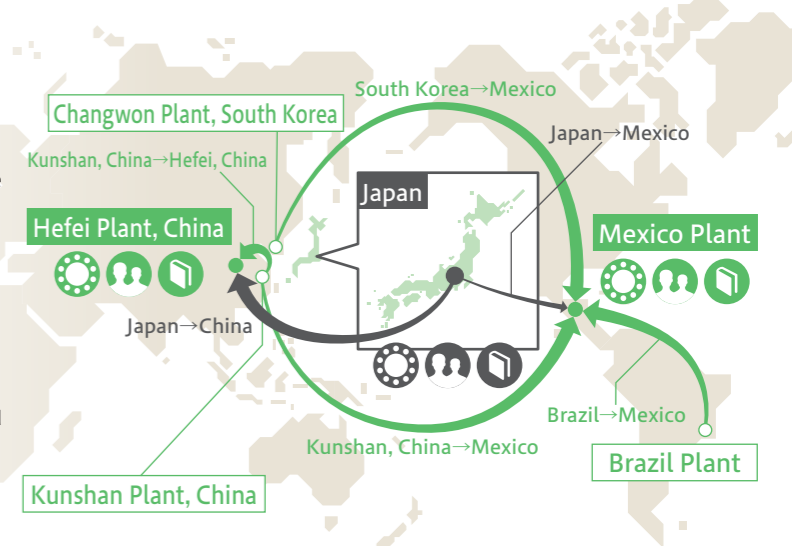 South Korea→Mexico
Changwon Plant, South Korea
Japan→Mexico
Kunshan, China→Hefei, China
Japan
Hefei Plant, China
Mexico Plant
Japan→China
Brazil→Mexico
Kunshan, China→Mexico
Brazil Plant
Kunshan Plant, China